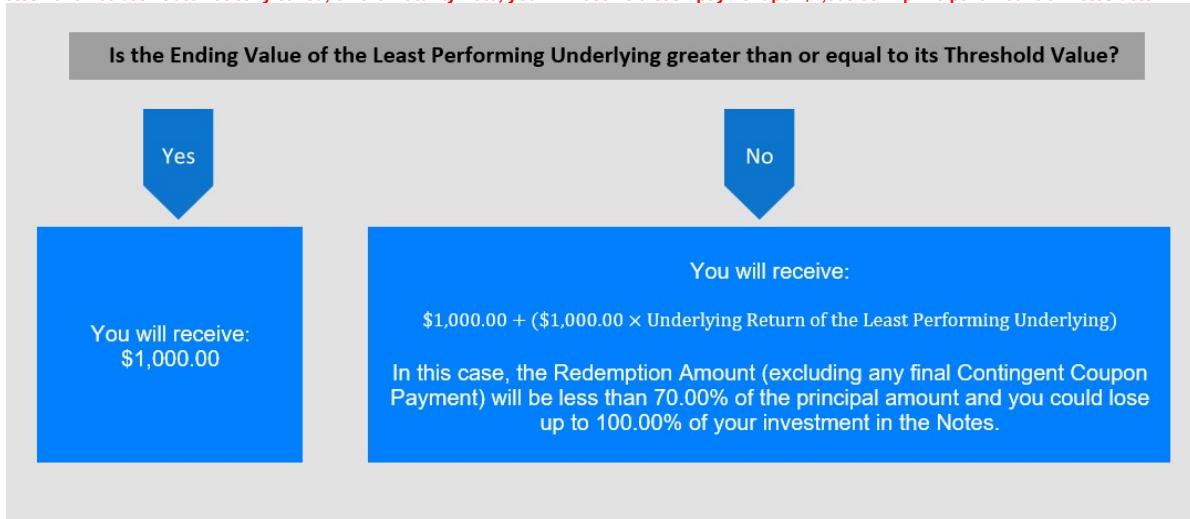 Is the Ending Value of the Least Performing Underlying greater than or equal to its Threshold Value?
Yes
No
You will receive:
$1,000.00
You will receive:
$1,000.00 + ($1,000.00 × Underlying Return of the Least Performing Underlying)
In this case, the Redemption Amount (excluding any final Contingent Coupon
Payment) will be less than 70.00% of the principal amount and you could lose
up to 100.00% of your investment in the Notes.